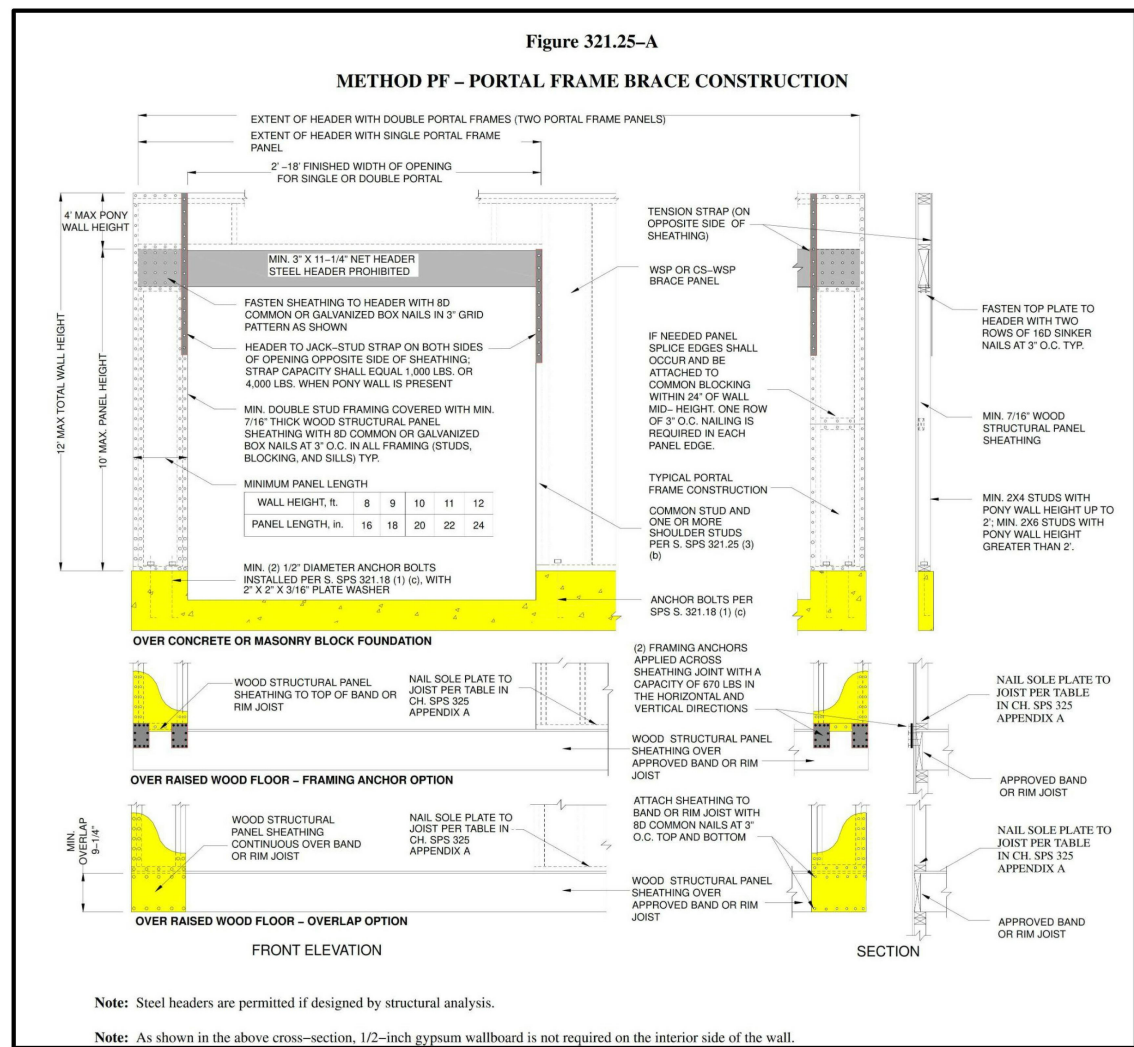 Figure 321.25–A
METHOD PF – PORTAL FRAME BRACE CONSTRUCTION
EXTENT OF HEADER WITH DOUBLE PORTAL FRAMES (TWO PORTAL FRAME PANELS)
EXTENT OF HEADER WITH SINGLE PORTAL FRAME
PANEL
2' –18' FINISHED WIDTH OF OPENING
FOR SINGLE OR DOUBLE PORTAL
4' MAX PONY
WALL HEIGHT
12' MAX TOTAL WALL HEIGHT
10' MAX. PANEL HEIGHT
MIN. 3" X 11–1/4" NET HEADER
STEEL HEADER PROHIBITED
FASTEN SHEATHING TO HEADER WITH 8D
COMMON OR GALVANIZED BOX NAILS IN 3" GRID
PATTERN AS SHOWN
HEADER TO JACK–STUD STRAP ON BOTH SIDES
OF OPENING OPPOSITE SIDE OF SHEATHING;
STRAP CAPACITY SHALL EQUAL 1,000 LBS. OR
4,000 LBS. WHEN PONY WALL IS PRESENT
MIN. DOUBLE STUD FRAMING COVERED WITH MIN.
7/16" THICK WOOD STRUCTURAL PANEL
SHEATHING WITH 8D COMMON OR GALVANIZED
BOX NAILS AT 3" O.C. IN ALL FRAMING (STUDS,
BLOCKING, AND SILLS) TYP.
MINIMUM PANEL LENGTH
WALL HEIGHT, ft. 8 9 10 11 12
PANEL LENGTH, in. 16 18 20 22 24
MIN. (2) 1/2" DIAMETER ANCHOR BOLTS
INSTALLED PER S. SPS 321.18 (1) (c), WITH
2" X 2" X 3/16" PLATE WASHER
TENSION STRAP (ON
OPPOSITE SIDE OF
SHEATHING)
WSP OR CS–WSP
BRACE PANEL
IF NEEDED PANEL
SPLICE EDGES SHALL
OCCUR AND BE
ATTACHED TO
COMMON BLOCKING
WITHIN 24" OF WALL
MID– HEIGHT. ONE ROW
OF 3" O.C. NAILING IS
REQUIRED IN EACH
PANEL EDGE.
TYPICAL PORTAL
FRAME CONSTRUCTION
COMMON STUD AND
ONE OR MORE
SHOULDER STUDS
PER S. SPS 321.25 (3)
(b)
ANCHOR BOLTS PER
SPS S. 321.18 (1) (c)
FASTEN TOP PLATE TO
HEADER WITH TWO
ROWS OF 16D SINKER
NAILS AT 3" O.C. TYP.
MIN. 7/16" WOOD
STRUCTURAL PANEL
SHEATHING
MIN. 2X4 STUDS WITH
PONY WALL HEIGHT UP TO
2'; MIN. 2X6 STUDS WITH
PONY WALL HEIGHT
GREATER THAN 2'.
OVER CONCRETE OR MASONRY BLOCK FOUNDATION
WOOD STRUCTURAL PANEL
SHEATHING TO TOP OF BAND OR
RIM JOIST
NAIL SOLE PLATE TO
JOIST PER TABLE IN
CH. SPS 325
APPENDIX A
(2) FRAMING ANCHORS
APPLIED ACROSS
SHEATHING JOINT WITH A
CAPACITY OF 670 LBS IN
THE HORIZONTAL AND
VERTICAL DIRECTIONS
WOOD STRUCTURAL PANEL
SHEATHING OVER
APPROVED BAND OR RIM
JOIST
NAIL SOLE PLATE TO
JOIST PER TABLE
IN CH. SPS 325
APPENDIX A
APPROVED BAND
OR RIM JOIST
OVER RAISED WOOD FLOOR – FRAMING ANCHOR OPTION
MIN.
OVERLAP
9–1/4"
WOOD STRUCTURAL
PANEL SHEATHING
CONTINUOUS OVER BAND
OR RIM JOIST
NAIL SOLE PLATE TO
JOIST PER TABLE IN
CH. SPS 325
APPENDIX A
ATTACH SHEATHING TO
BAND OR RIM JOIST WITH
8D COMMON NAILS AT 3"
O.C. TOP AND BOTTOM
WOOD STRUCTURAL PANEL
SHEATHING OVER
APPROVED BAND OR RIM
JOIST
NAIL SOLE PLATE TO
JOIST PER TABLE
IN CH. SPS 325
APPENDIX A
APPROVED BAND
OR RIM JOIST
OVER RAISED WOOD FLOOR – OVERLAP OPTION
FRONT ELEVATION
SECTION
Note: Steel headers are permitted if designed by structural analysis.
Note: As shown in the above cross–section, 1/2–inch gypsum wallboard is not required on the interior side of the wall.